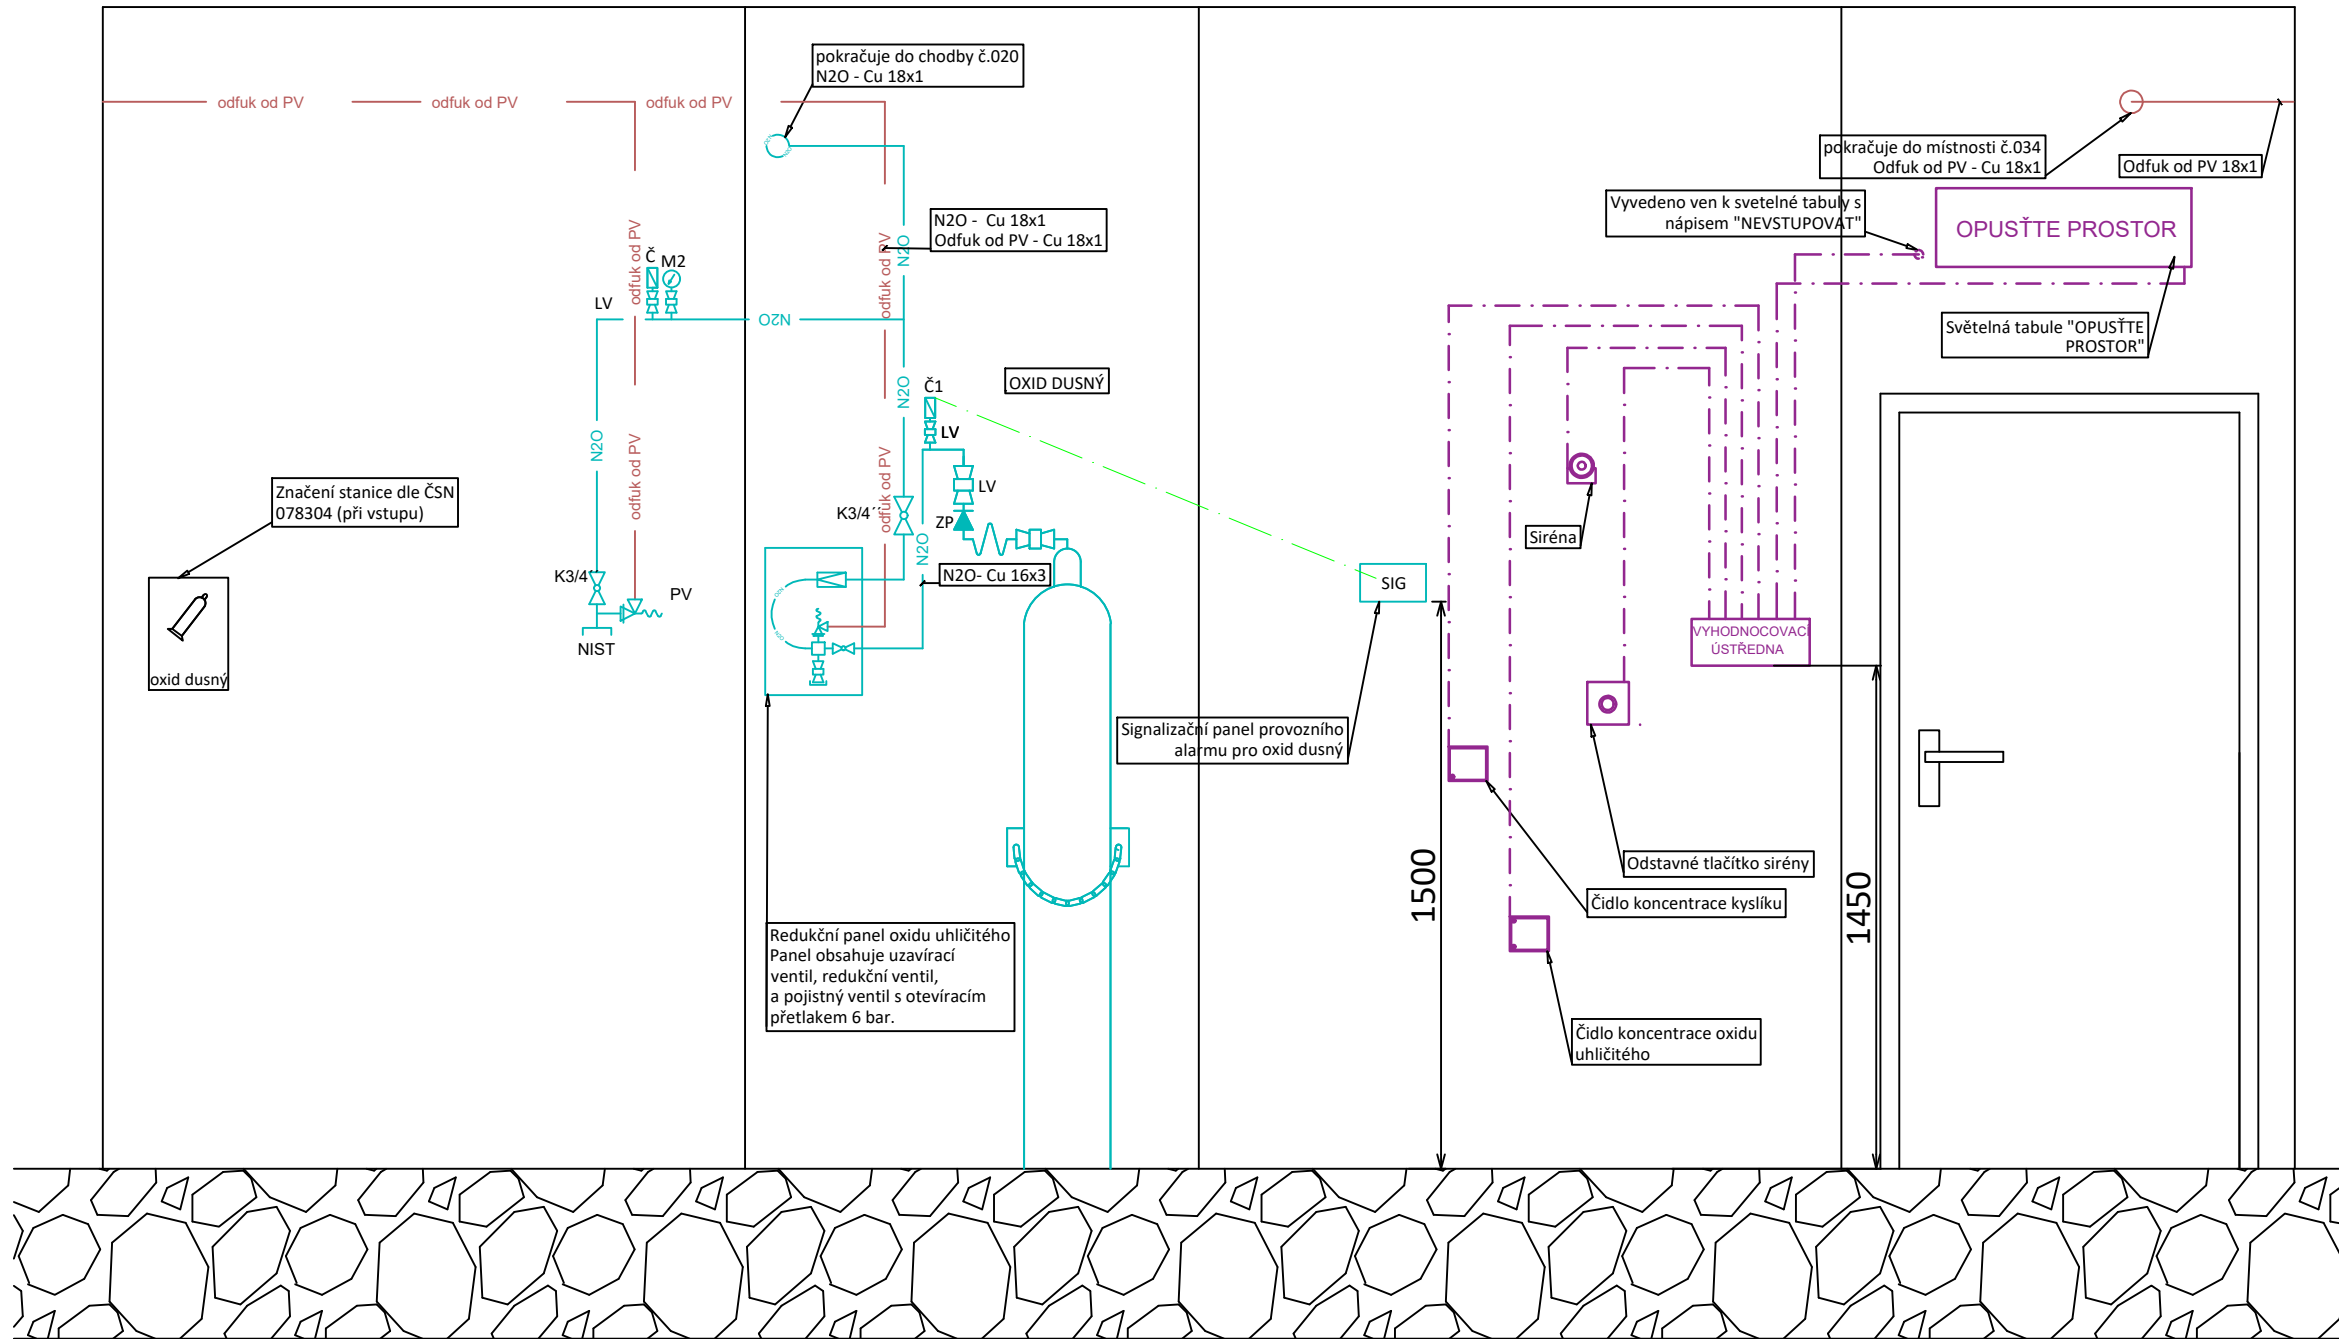 pokračuje do chodby č.020
N2O - Cu 18x1
odfuk od PV
odfuk od PV
odfuk od PV
pokračuje do místnosti č.034
Odfuk od PV - Cu 18x1
Odfuk od PV 18x1
Vyvedeno ven k svetelné tabuly s
nápisem "NEVSTUPOVAT"
OPUSŤTE PROSTOR
Světelná tabule "OPUSŤTE
PROSTOR"
N2O - Cu 18x1
Odfuk od PV - Cu 18x1
odfuk od PV
odfuk od PV
N2O
Č
M2
LV
N2O
N2O
OXID DUSNÝ
Č1
LV
N2O
odfuk od PV
odfuk od PV
LV
K3/4´´
ZP
N2O
N2O- Cu 16x3
Značení stanice dle ČSN
078304 (při vstupu)
oxid dusný
K3/4´´
PV
NIST
N2O
N2O
SIG
Siréna
VYHODNOCOVACÍ
ÚSTŘEDNA
Signalizační panel provozního
alarmu pro oxid dusný
Odstavné tlačítko sirény
Čidlo koncentrace kyslíku
1500
1450
Redukční panel oxidu uhličitého
Panel obsahuje uzavírací
ventil, redukční ventil,
a pojistný ventil s otevíracím
přetlakem 6 bar.
Čidlo koncentrace oxidu
uhličitého